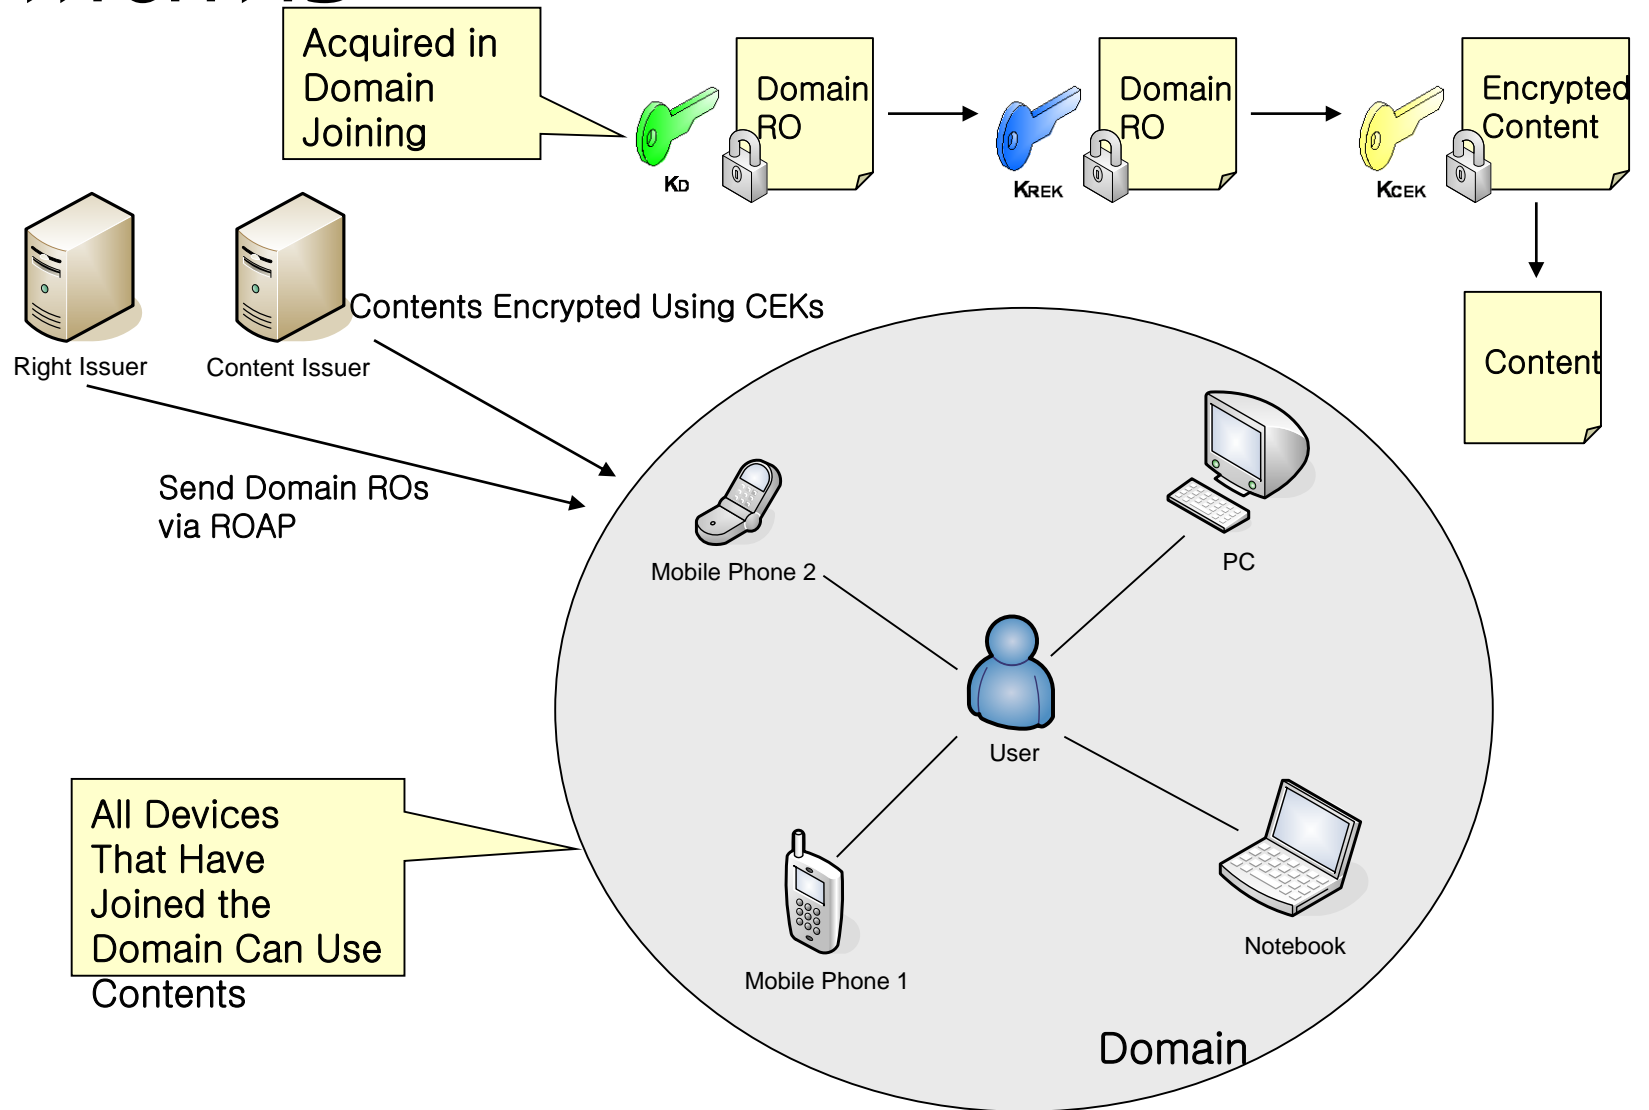 Acquired in
Domain
Joining
KD
Domain
RO
KREK
Domain
RO
KCEK
Encrypted
Content
Content
Right Issuer
Content Issuer
Contents Encrypted Using CEKs
Send Domain ROs
via ROAP
Mobile Phone 2
PC
User
Mobile Phone 1
Notebook
All Devices
That Have
Joined the
Domain Can Use
Contents
Domain